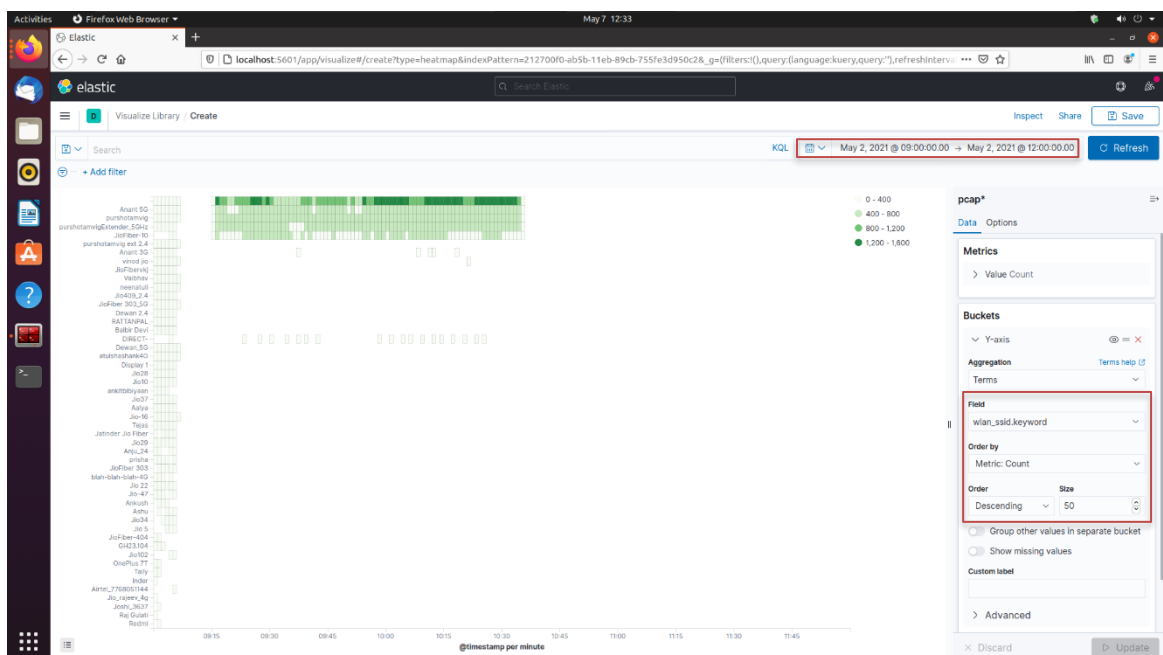 Activities Firefox Web Browser May 7 12:33
Elastic × +
localhost:5601/app/visualize#/create?type=heatmap&indexPattern=212700f0-ab5b-11eb-89cb-755fe3d950c2&_g=(filters:!(),query:(language:kuery,query:''),refreshInterva
elastic Search Elastic
D Visualize Library / Create Inspect Share Save
Search KQL May 2, 2021 @ 09:00:00.00 → May 2, 2021 @ 12:00:00.00 Refresh
+ Add filter
Anant 5G
purshotamvig
purshotamvigExtender_5GHz
JioFiber-10
purshotamvig ext 2.4
Anant 3G
vinod jio
JioFibervkj
Vaibhav
neenatuli
Jio409_2.4
JioFiber 303_5G
Dewan 2.4
RATTANPAL
Balbir Devi
DIRECT-
Dewan_5G
atulshashank4G
Display 1
Jio28
Jio10
ankitbibiyaan
Jio37
Aalya
Jio-16
Tejas
Jatinder Jio Fiber
Jio29
Anju_24
prisha
JioFiber 303
blah-blah-blah-4G
Jio 22
Jio-47
Ankush
Ashu
Jio34
Jio 5
JioFiber-404
GH23,104
Jio102
OnePlus 7T
Tally
Inder
Airtel_7768051144
Jio_rajeev_4g
Joshi_3637
Raj Gulati
Redmi
09:15 09:30 09:45 10:00 10:15 10:30 10:45 11:00 11:15 11:30 11:45
@timestamp per minute
0 - 400
400 - 800
800 - 1,200
1,200 - 1,600
pcap*
Data Options
Metrics
Value Count
Buckets
Y-axis
Aggregation Terms help
Terms
Field
wlan_ssid.keyword
Order by
Metric: Count
Order Size
Descending 50
Group other values in separate bucket
Show missing values
Custom label
Advanced
× Discard Update